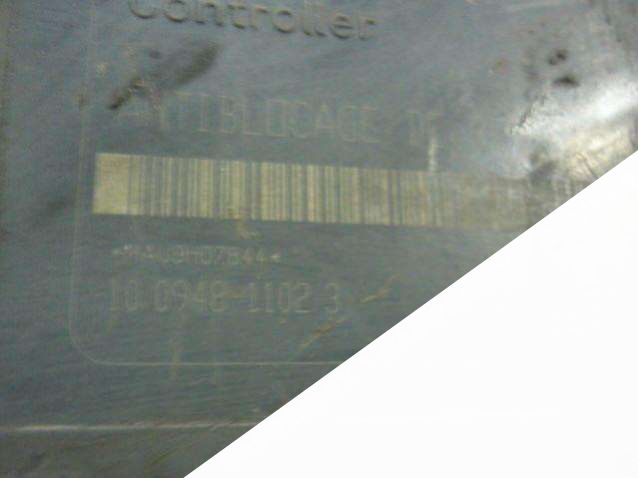 Controller
ANTIBLOCAGE DE
10 0948-1102 3